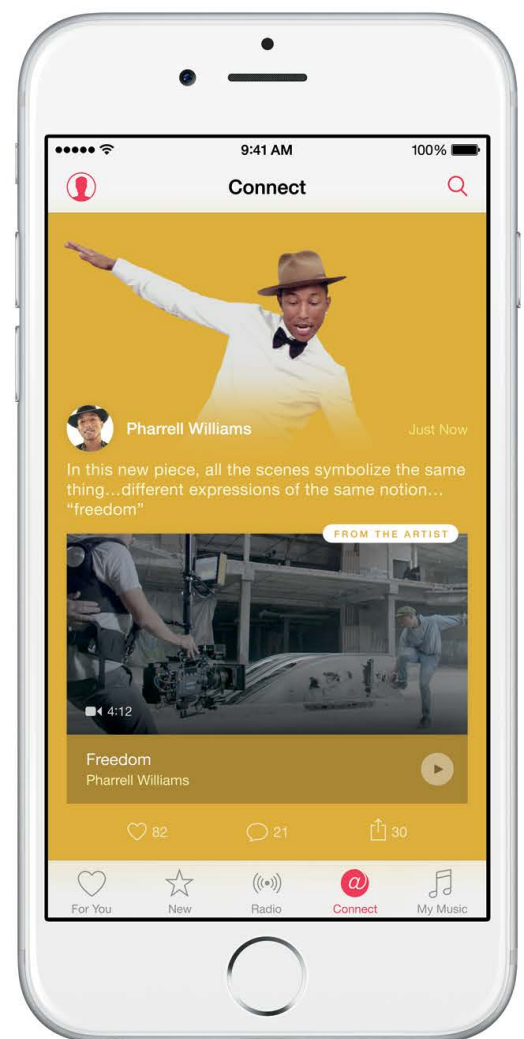 9:41 AM
100%
Connect
Pharrell Williams
Just Now
In this new piece, all the scenes symbolize the same
thing…different expressions of the same notion…
“freedom”
FROM THE ARTIST
4:12
Freedom
Pharrell Williams
82
21
30
For You
New
Radio
@
Connect
My Music